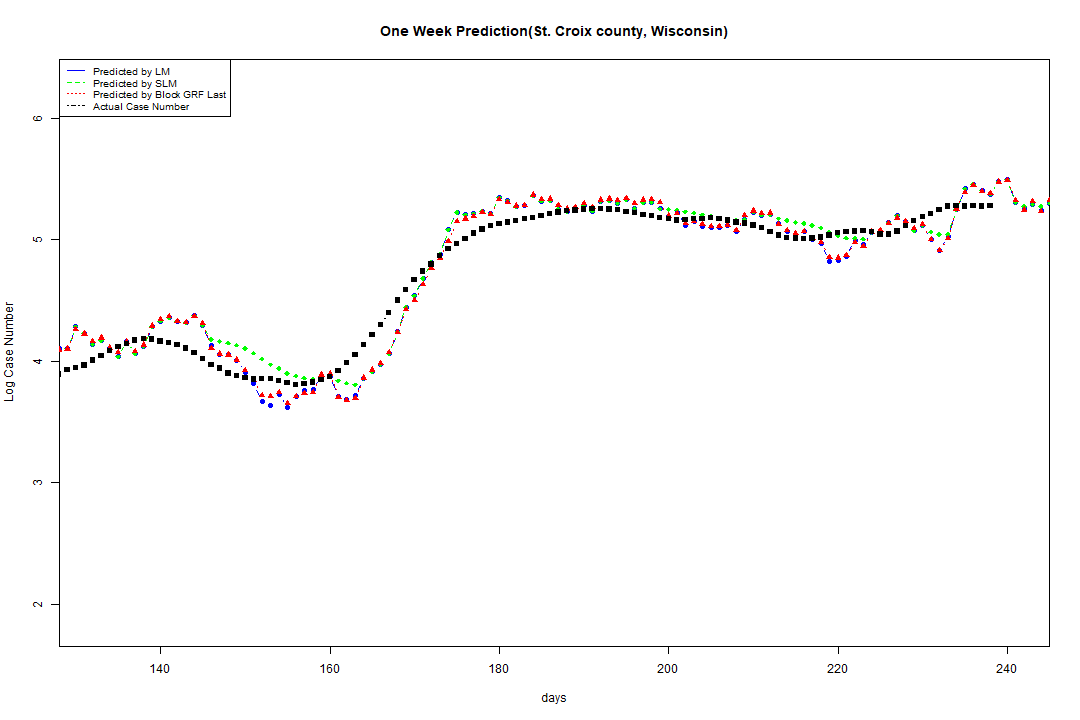 One Week Prediction(St. Croix county, Wisconsin)
Predicted by LM
Predicted by SLM
Predicted by Block GRF Last
Actual Case Number
6
5
4
3
2
Log Case Number
140 160 180 200 220 240
days